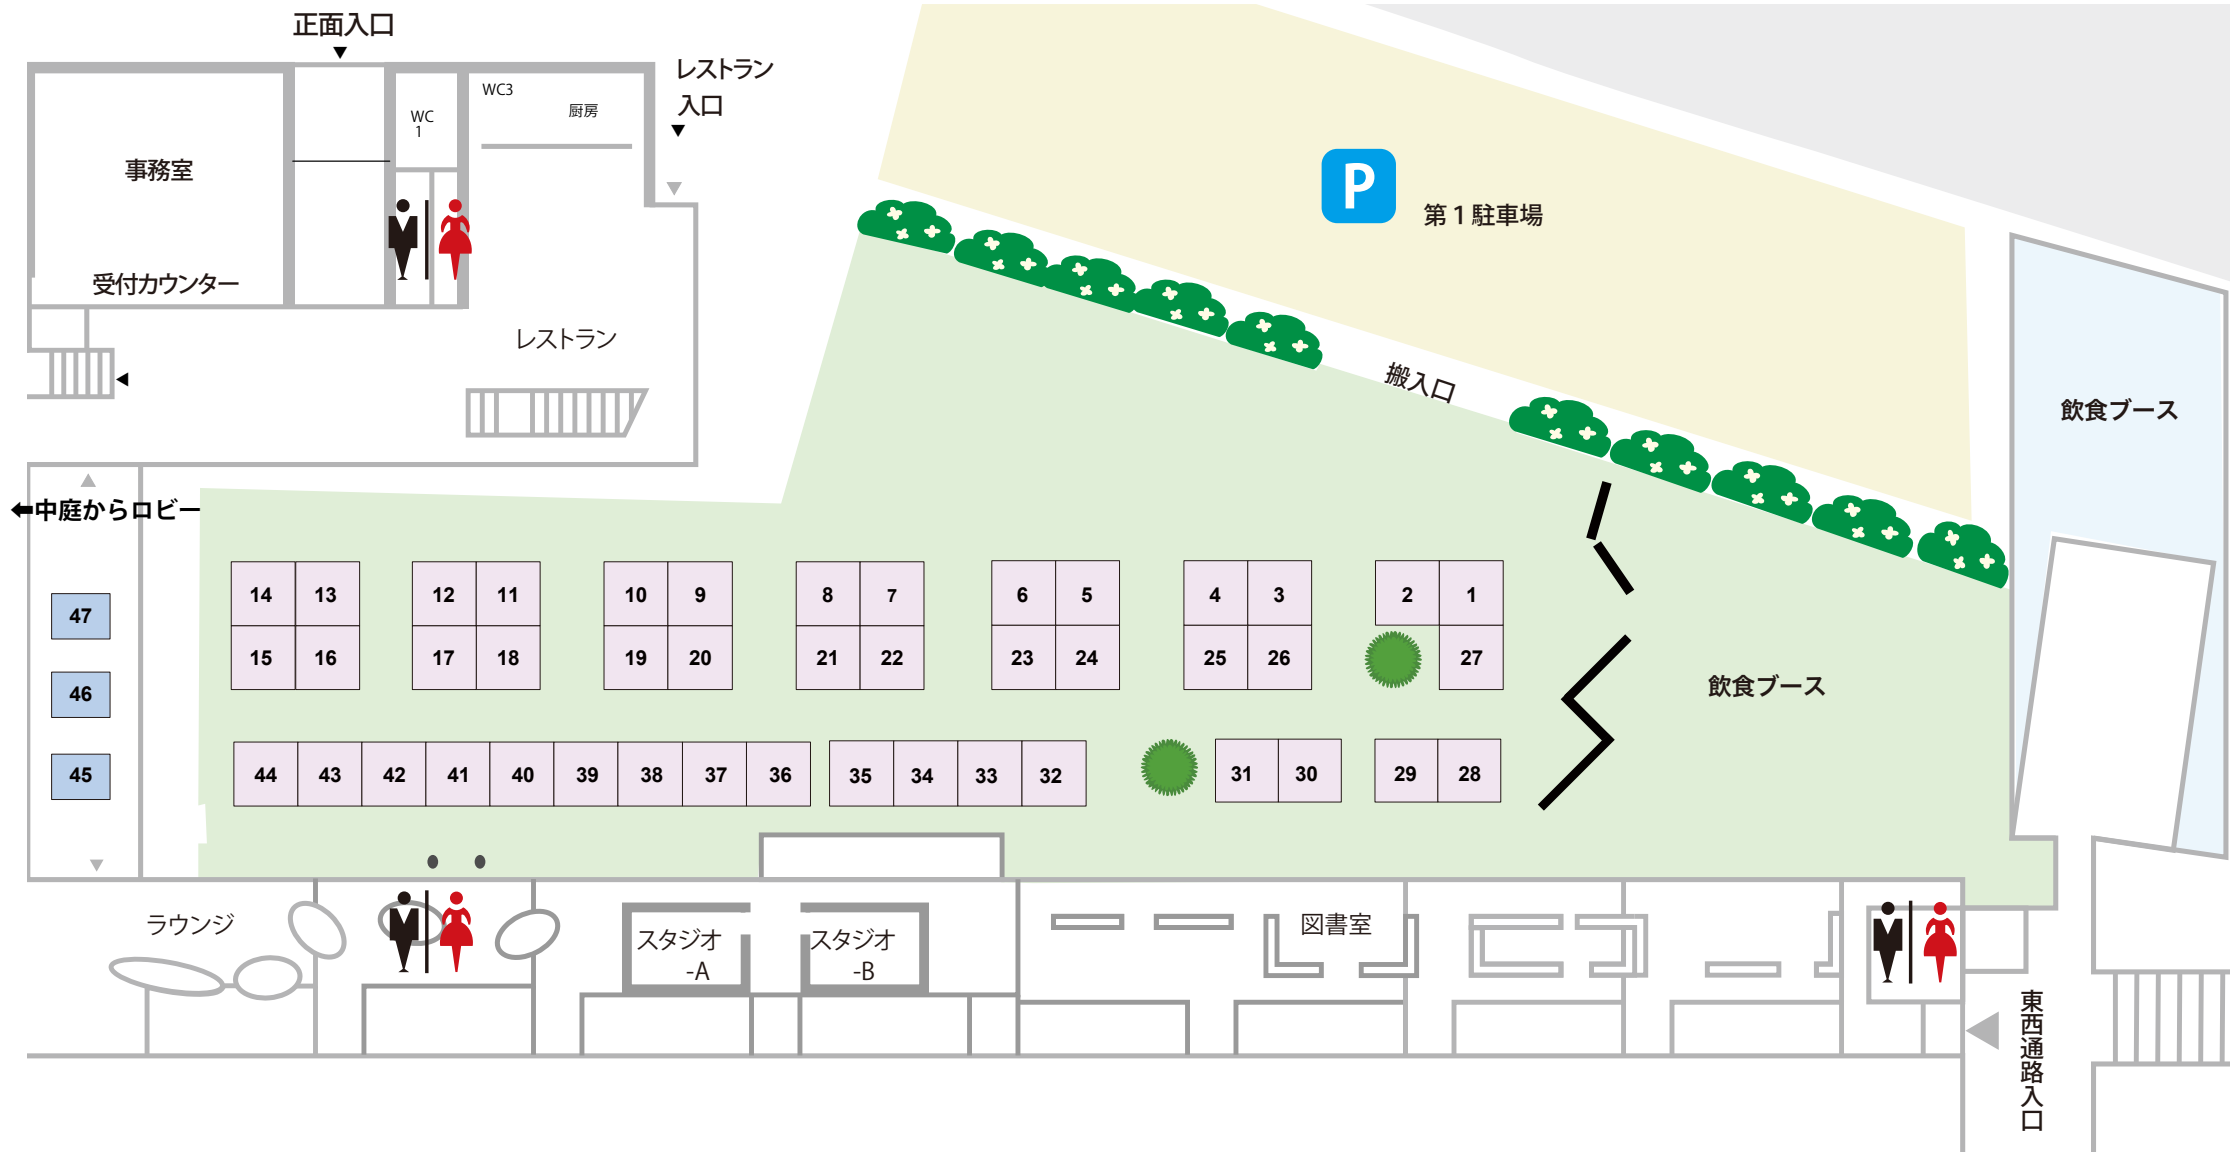 正面入口
レストラン
入口
WC3
厨房
WC
1
事務室
受付カウンター
レストラン
P
第1駐車場
搬入口
飲食ブース
中庭からロビー
14 13 12 11 10 9 8 7 6 5 4 3 2 1
15 16 17 18 19 20 21 22 23 24 25 26 27
47
46
45
飲食ブース
44 43 42 41 40 39 38 37 36 35 34 33 32 31 30 29 28
ラウンジ
スタジオ
-A
スタジオ
-B
図書室
東西通路入口